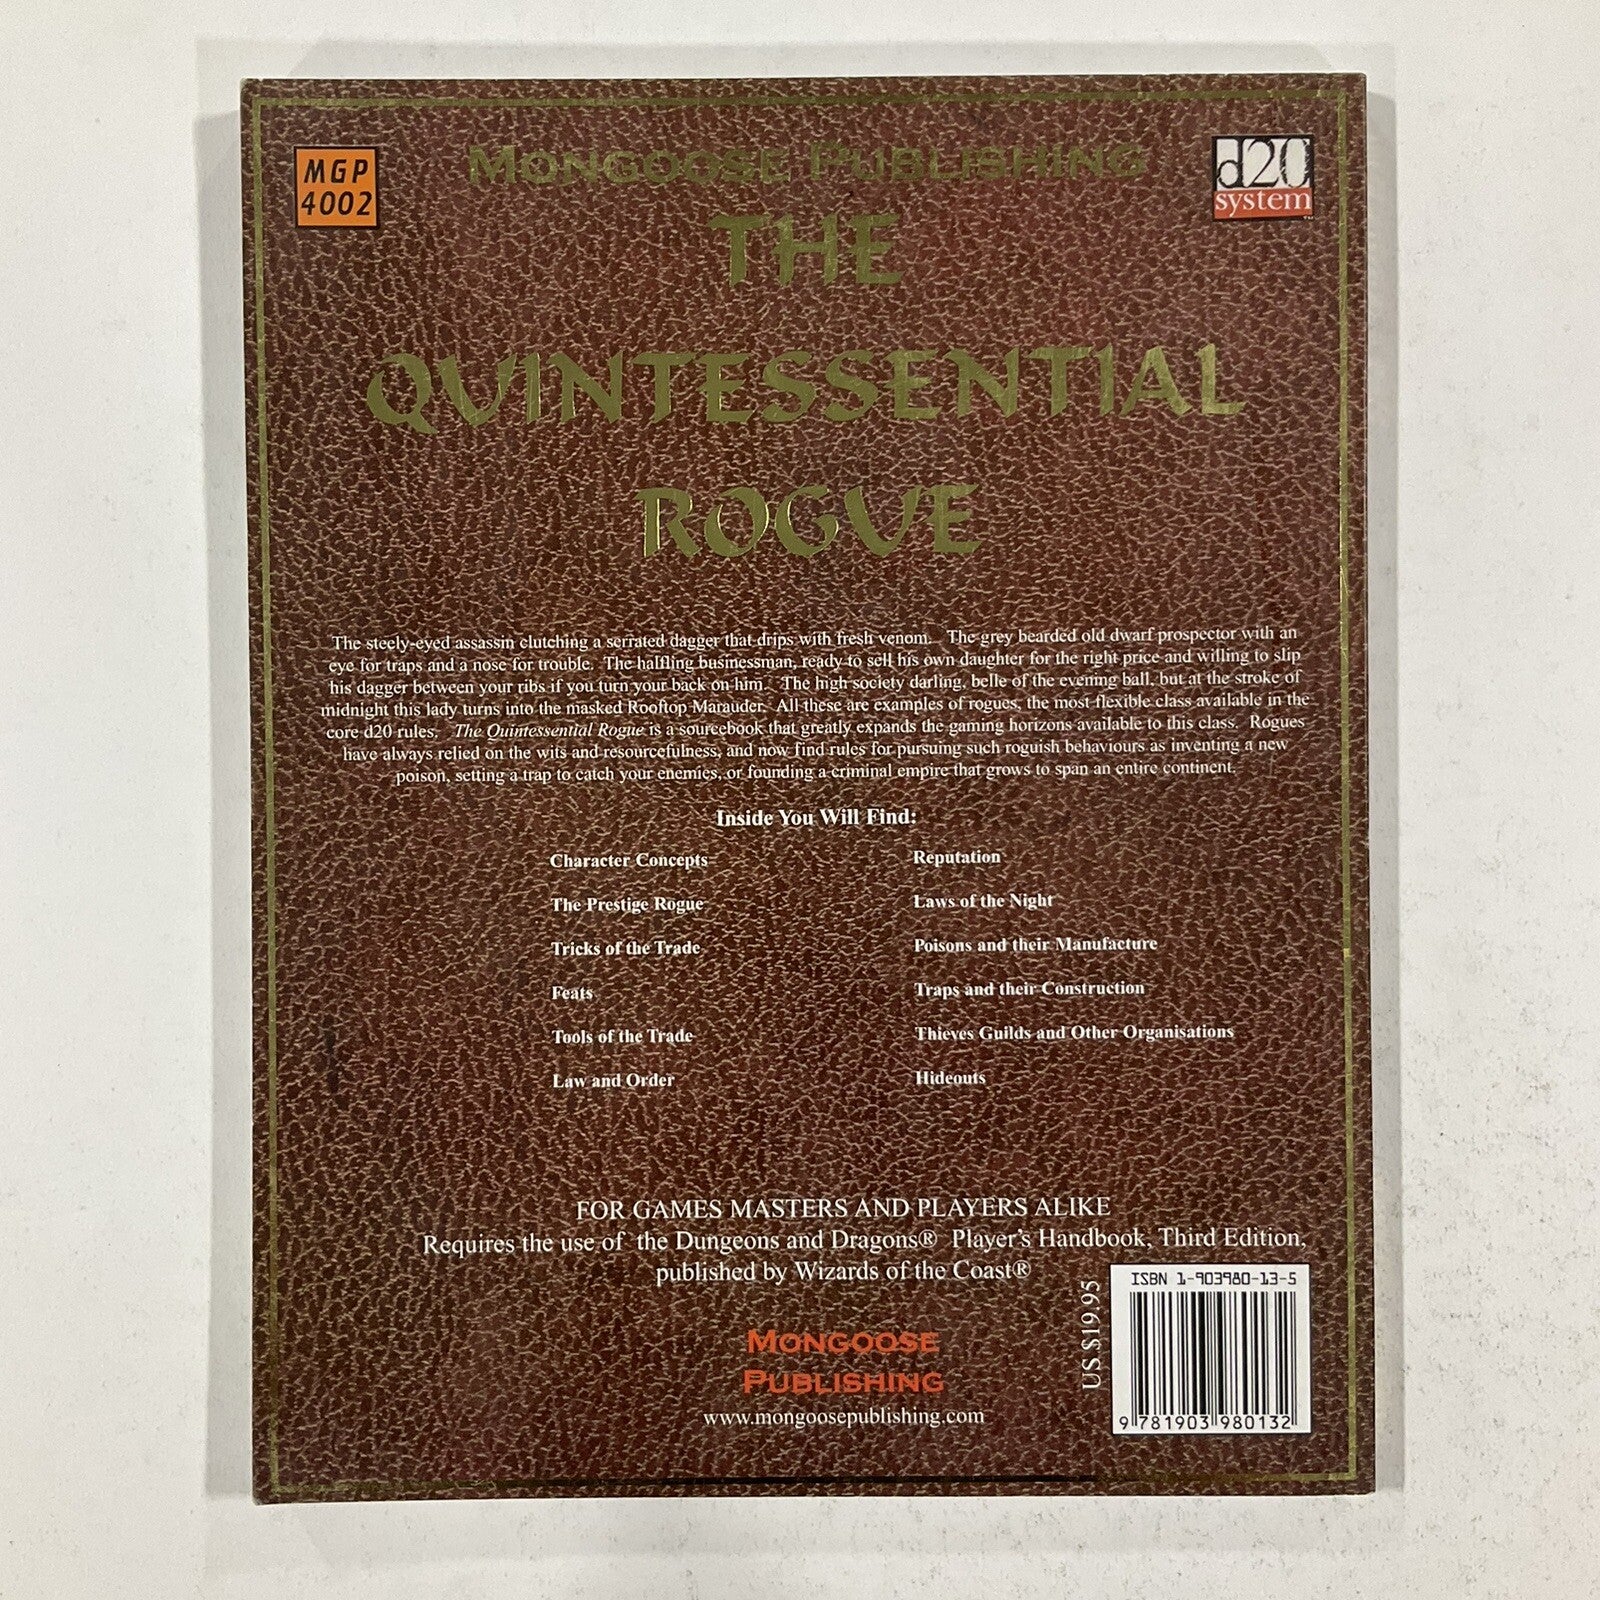 MGP
4002
MONGOOSE PUBLISHING
d20
system
THE
QUINTESSENTIAL
ROGUE
The steely-eyed assassin clutching a serrated dagger that drips with fresh venom. The grey bearded old dwarf prospector with an
eye for traps and a nose for trouble. The halfling businessman, ready to sell his own daughter for the right price and willing to slip
his dagger between your ribs if you turn your back on him. The high society darling, belle of the evening ball, but at the stroke of
midnight this lady turns into the masked Rooftop Marauder. All these are examples of rogues, the most flexible class available in the
core d20 rules. The Quintessential Rogue is a sourcebook that greatly expands the gaming horizons available to this class. Rogues
have always relied on the wits and resourcefulness, and now find rules for pursuing such roguish behaviours as inventing a new
poison, setting a trap to catch your enemies, or founding a criminal empire that grows to span an entire continent.
Inside You Will Find:
Character Concepts
The Prestige Rogue
Tricks of the Trade
Feats
Tools of the Trade
Law and Order
Reputation
Laws of the Night
Poisons and their Manufacture
Traps and their Construction
Thieves Guilds and Other Organisations
Hideouts
FOR GAMES MASTERS AND PLAYERS ALIKE
Requires the use of the Dungeons and Dragons® Player's Handbook, Third Edition,
published by Wizards of the Coast®
MONGOOSE
PUBLISHING
www.mongoosepublishing.com
US $19.95
ISBN 1-903980-13-5
9 781903 980132